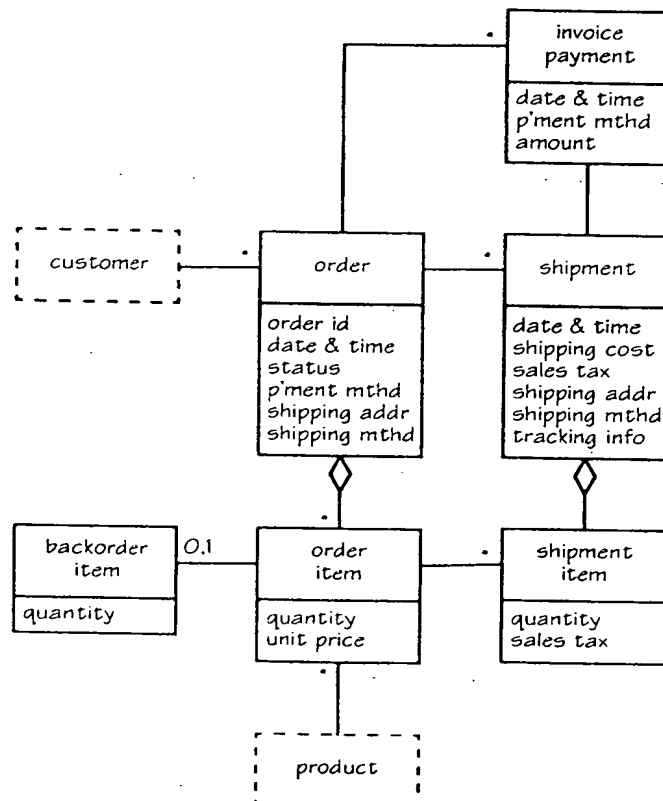 invoice
payment
date & time
p'ment mthd
amount
*
customer
*
order
order id
date & time
status
p'ment mthd
shipping addr
shipping mthd
*
shipment
date & time
shipping cost
sales tax
shipping addr
shipping mthd
tracking info
backorder
item
quantity
0,1
*
order
item
quantity
unit price
*
*
shipment
item
quantity
sales tax
*
product